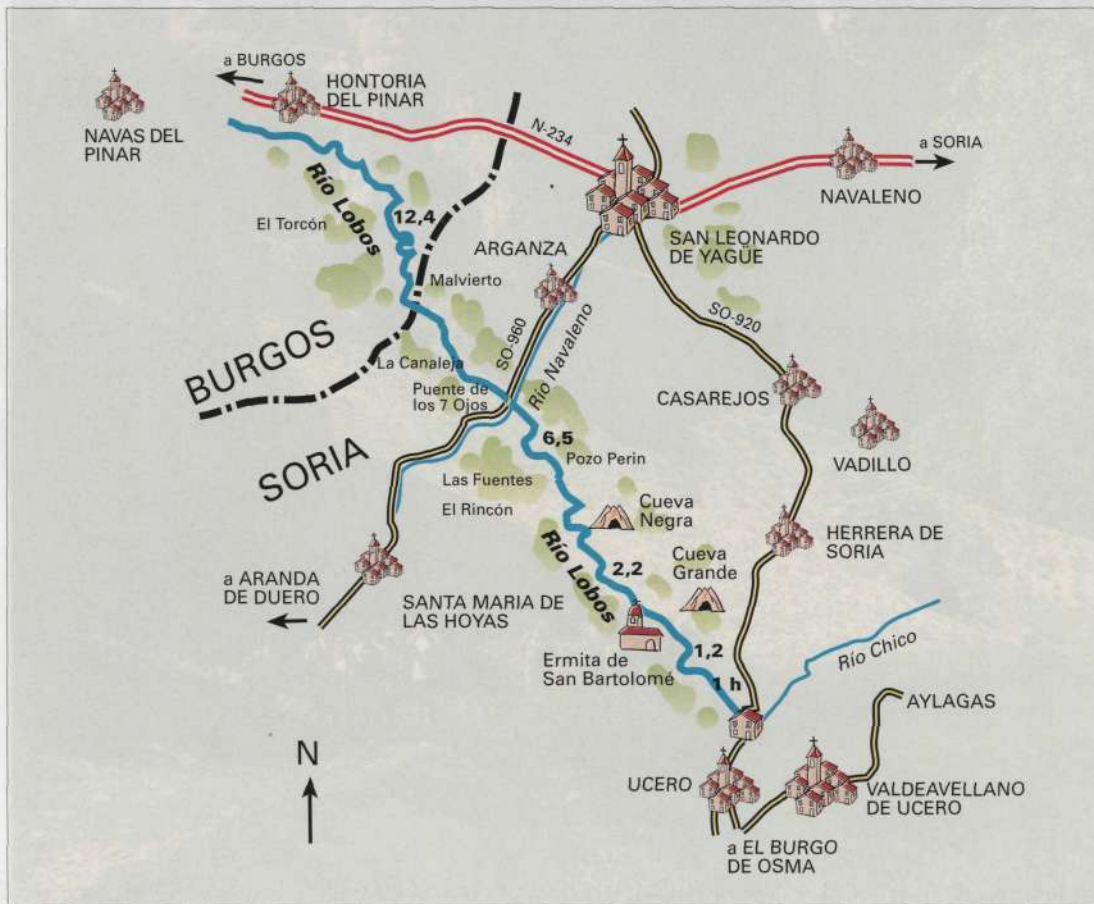 a BURGOS
HONTORIA
DEL PINAR
NAVAS DEL
PINAR
N-234
a SORIA
NAVALENO
Río Lobos
12,4
El Torcón
ARGANZA
SAN LEONARDO
DE YAGÜE
Malvierto
SO-960
Río Navaleno
SO-920
BURGOS
La Canaleja
Puente de
los 7 Ojos
CASAREJOS
SORIA
6,5
Pozo Perin
VADILLO
Las Fuentes
El Rincón
Cueva
Negra
HERRERA DE
SORIA
Río Lobos
2,2
Cueva
Grande
a ARANDA
DE DUERO
SANTA MARIA DE
LAS HOYAS
Ermita de
San Bartolomé
1,2
1 h
Río Chico
AYLAGAS
N
UCERO
VALDEAVELLANO
DE UCERO
a EL BURGO
DE OSMA